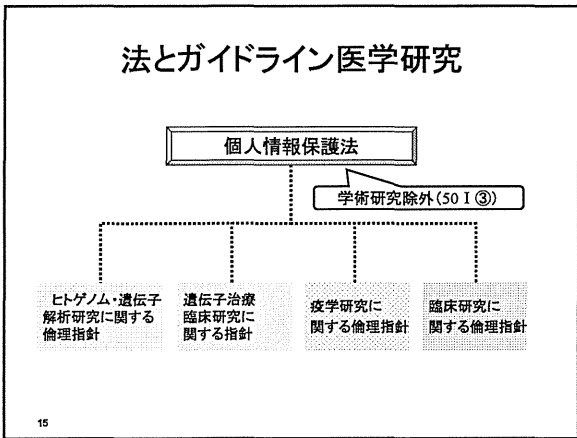 法とガイドライン医学研究
個人情報保護法
学術研究除外(50Ⅰ③)
ヒトゲノム・遺伝子
解析研究に関する
倫理指針
遺伝子治療
臨床研究に
関する指針
疫学研究に
関する倫理指針
臨床研究に
関する倫理指針
15